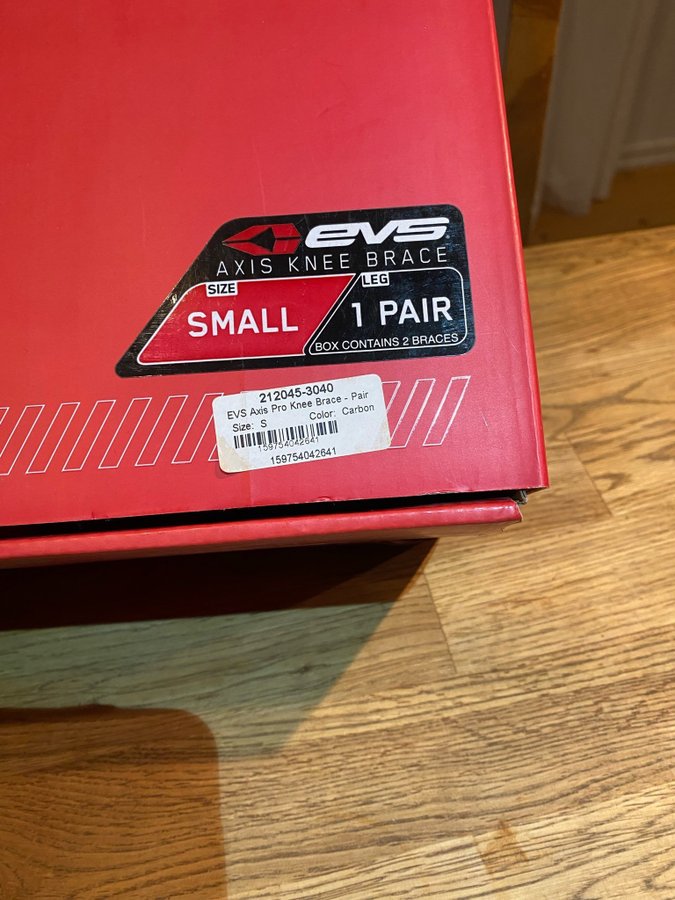 evs
AXIS KNEE BRACE
SIZE
LEG
SMALL
1 PAIR
BOX CONTAINS 2 BRACES
212045-3040
EVS Axis Pro Knee Brace - Pair
Size: S Color: Carbon
159754042641
159754042641